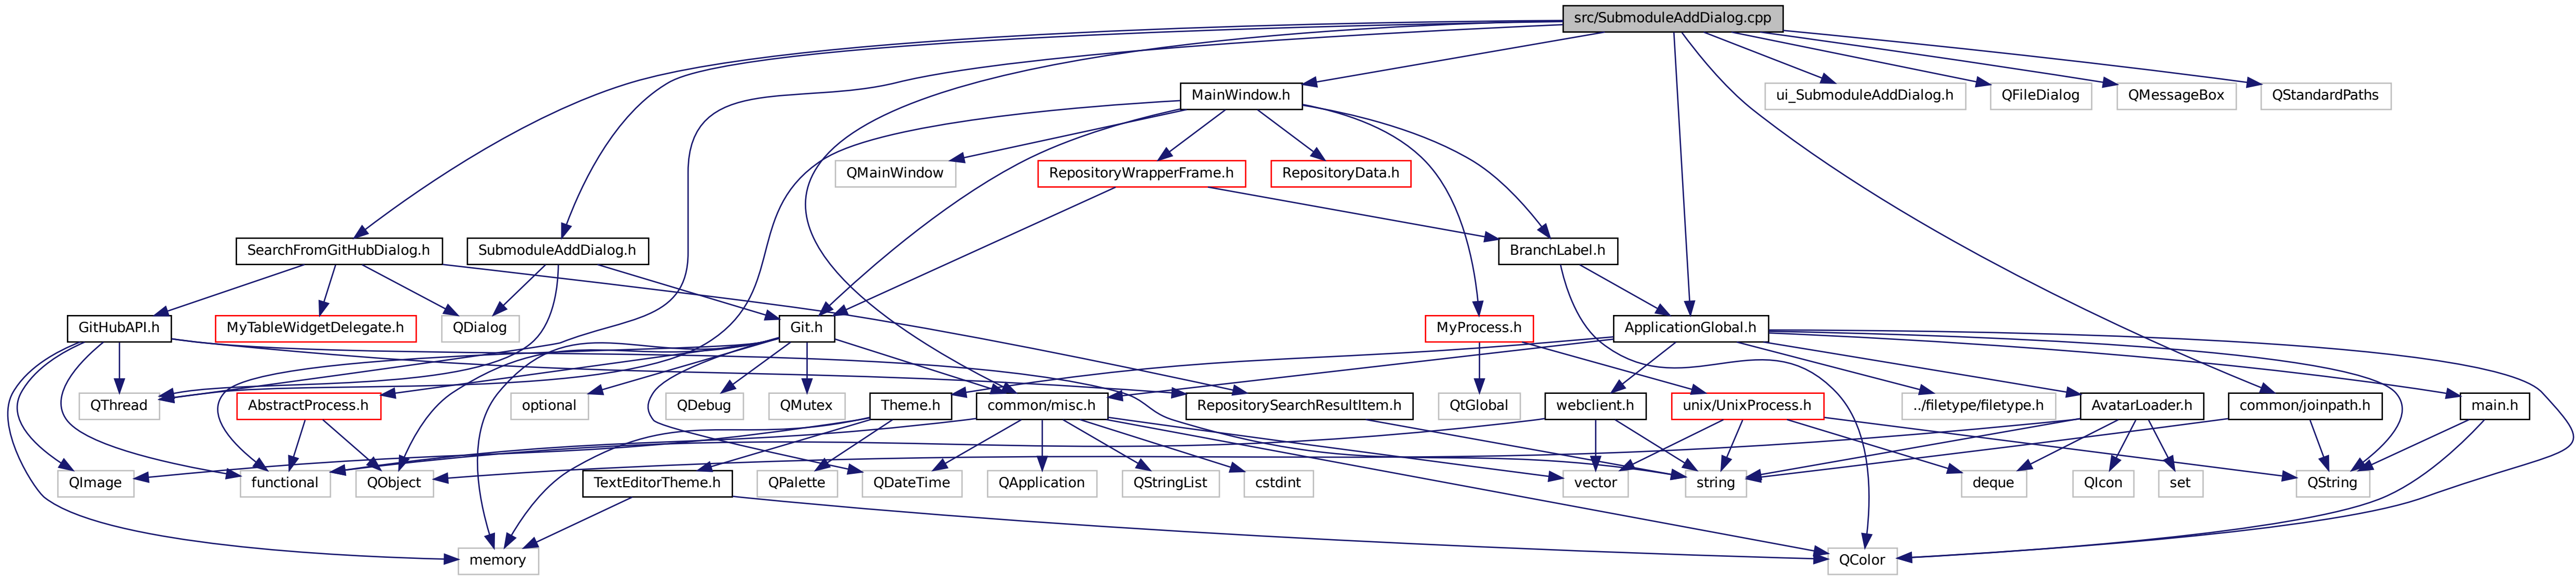 src/SubmoduleAddDialog.cpp
MainWindow.h
ui_SubmoduleAddDialog.h
QFileDialog
QMessageBox
QStandardPaths
QMainWindow
RepositoryWrapperFrame.h
RepositoryData.h
SearchFromGitHubDialog.h
SubmoduleAddDialog.h
BranchLabel.h
GitHubAPI.h
MyTableWidgetDelegate.h
QDialog
Git.h
MyProcess.h
ApplicationGlobal.h
QThread
AbstractProcess.h
optional
QDebug
QMutex
Theme.h
common/misc.h
RepositorySearchResultItem.h
QtGlobal
webclient.h
unix/UnixProcess.h
../filetype/filetype.h
AvatarLoader.h
common/joinpath.h
main.h
QImage
functional
QObject
TextEditorTheme.h
QPalette
QDateTime
QApplication
QStringList
cstdint
vector
string
deque
QIcon
set
QString
memory
QColor